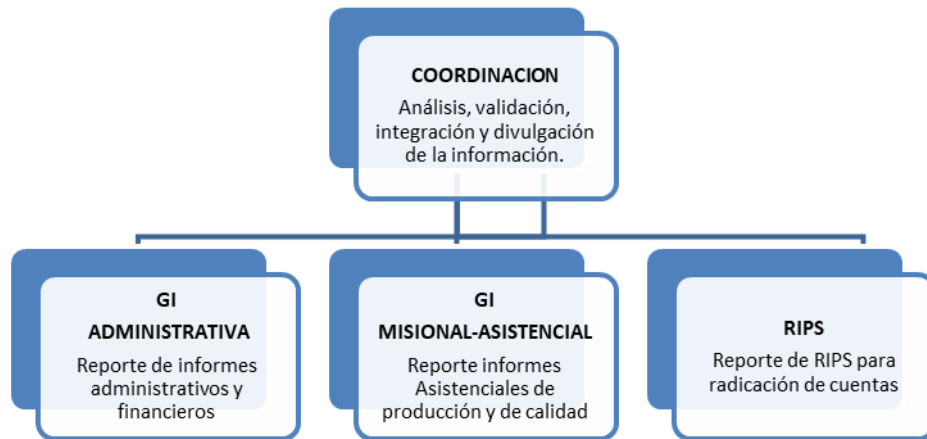 COORDINACION
Análisis, validación,
integración y divulgación
de la información.
GI
ADMINISTRATIVA
Reporte de informes
administrativos y
financieros
GI
MISIONAL-ASISTENCIAL
Reporte informes
Asistenciales de
producción y de calidad
RIPS
Reporte de RIPS para
radicación de cuentas